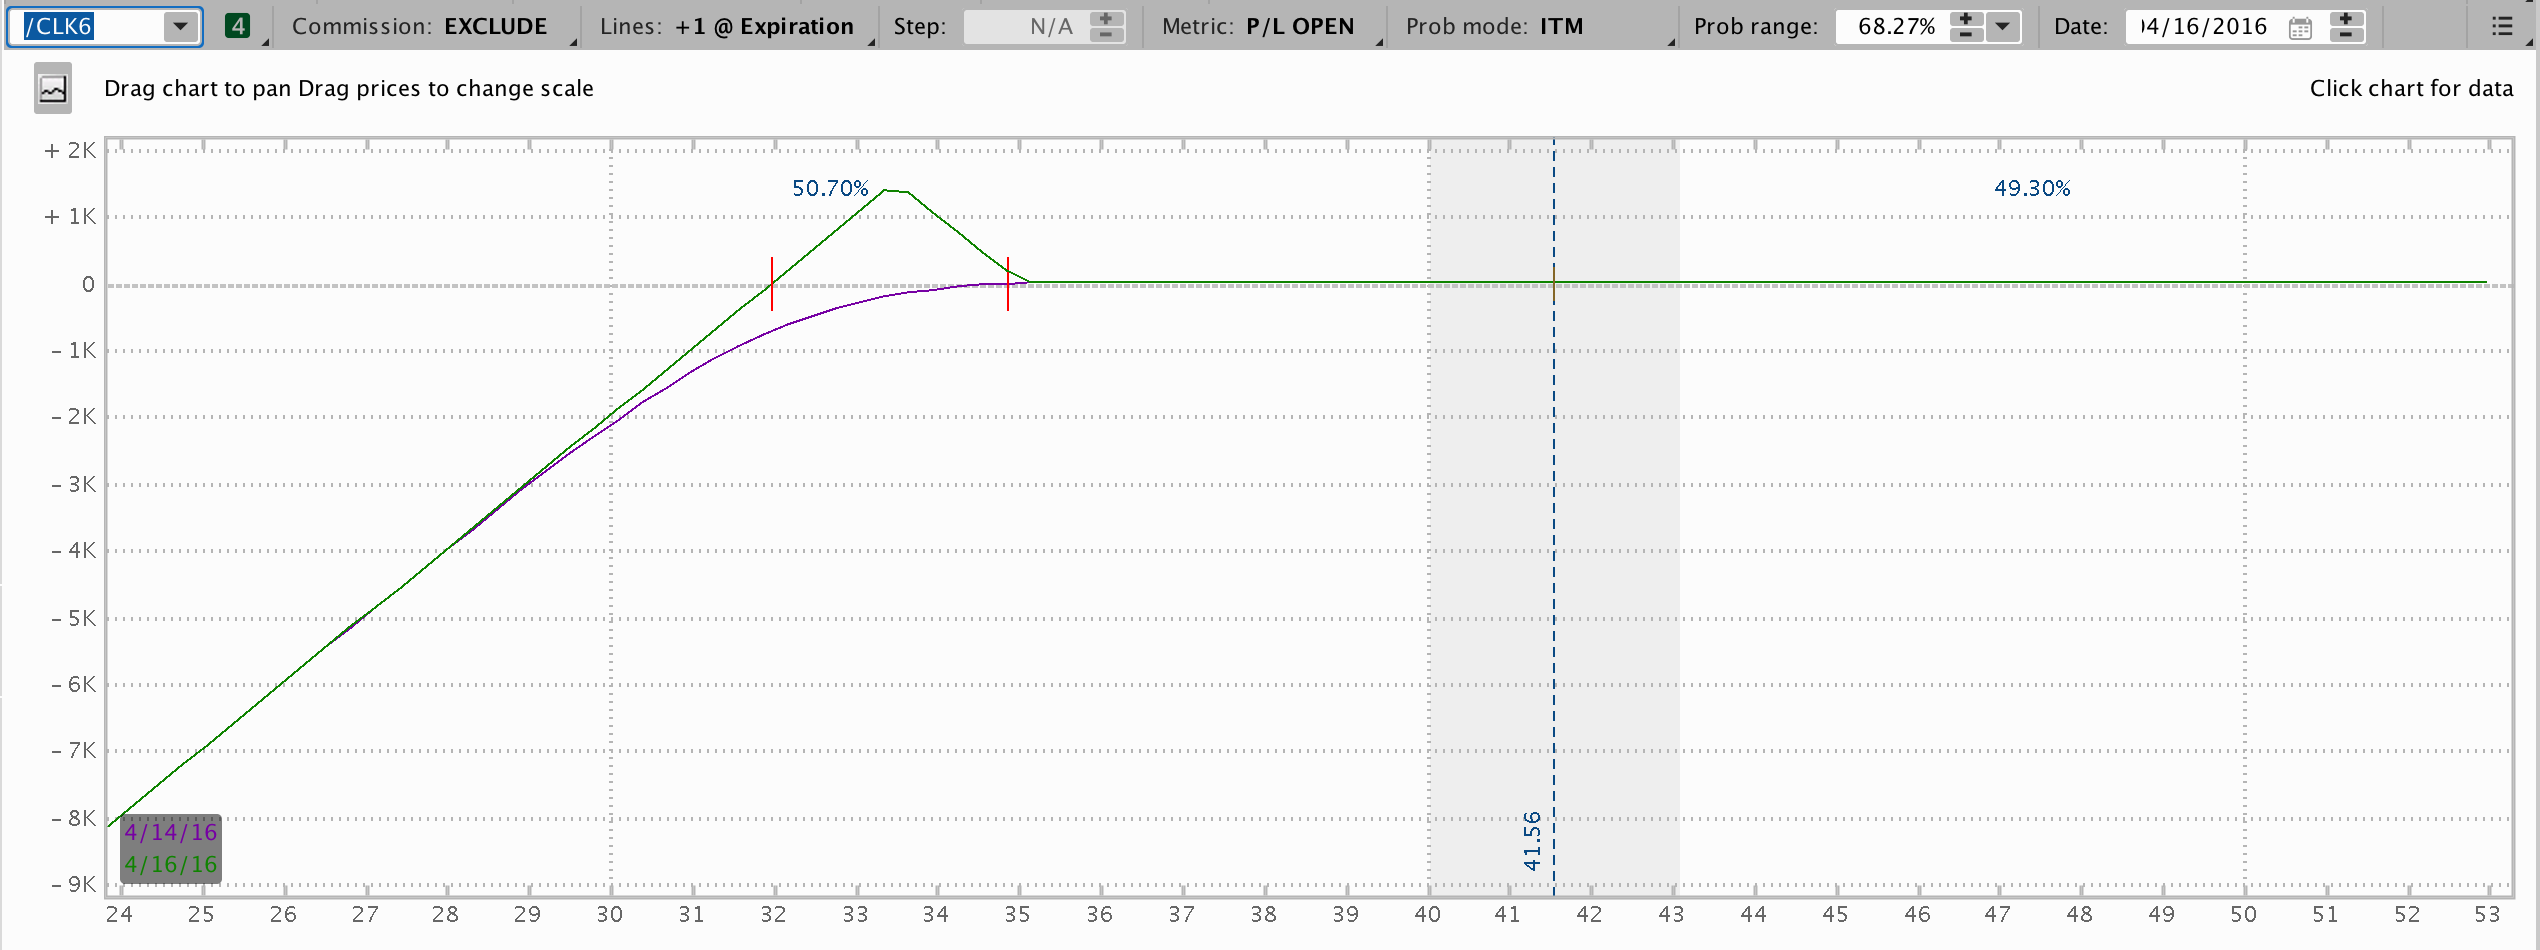 /CLK6 4 Commission: EXCLUDE Lines: +1 @ Expiration Step: N/A Metric: P/L OPEN Prob mode: ITM Prob range: 68.27% Date: 04/16/2016
Drag chart to pan Drag prices to change scale Click chart for data
+ 2K
50.70% 49.30%
+ 1K
0
- 1K
- 2K
- 3K
- 4K
- 5K
- 6K
- 7K
- 8K
41.56
4/14/16
4/16/16
- 9K
24 25 26 27 28 29 30 31 32 33 34 35 36 37 38 39 40 41 42 43 44 45 46 47 48 49 50 51 52 53